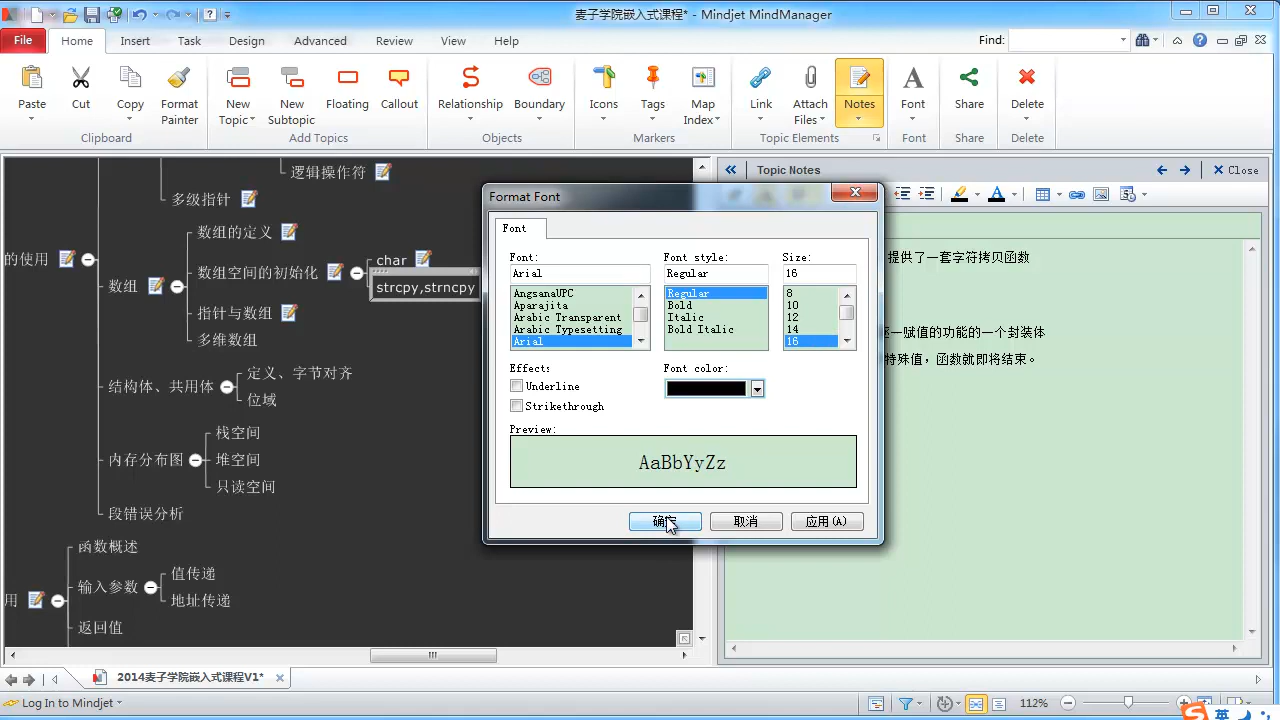 麦子学院嵌入式课程* - Mindjet MindManager
File Home Insert Task Design Advanced Review View Help Find:
Paste Cut Copy Format Painter New Topic New Subtopic Floating Callout Relationship Boundary Icons Tags Map Index Link Attach Files Notes Font Share Delete
Clipboard Add Topics Objects Markers Topic Elements Font Share Delete
逻辑操作符
多级指针
数组的定义
的使用
char
数组空间的初始化
数组
strcpy,strncpy
指针与数组
多维数组
定义、字节对齐
结构体、共用体
位域
栈空间
内存分布图
堆空间
只读空间
段错误分析
函数概述
值传递
输入参数
用
地址传递
返回值
Topic Notes
Close
提供了一套字符拷贝函数
一赋值的功能的一个封装体
特殊值，函数就即将结束。
Format Font
Font
Font: Font style: Size:
Arial Regular 16
AngsanaUPC Regular 8
Aparajita Bold 10
Arabic Transparent Italic 12
Arabic Typesetting Bold Italic 14
Arial 16
Effects: Font color:
Underline
Strikethrough
Preview:
AaBbYyZz
取消 应用(A)
2014麦子学院嵌入式课程V1*
Log In to Mindjet 112% 英